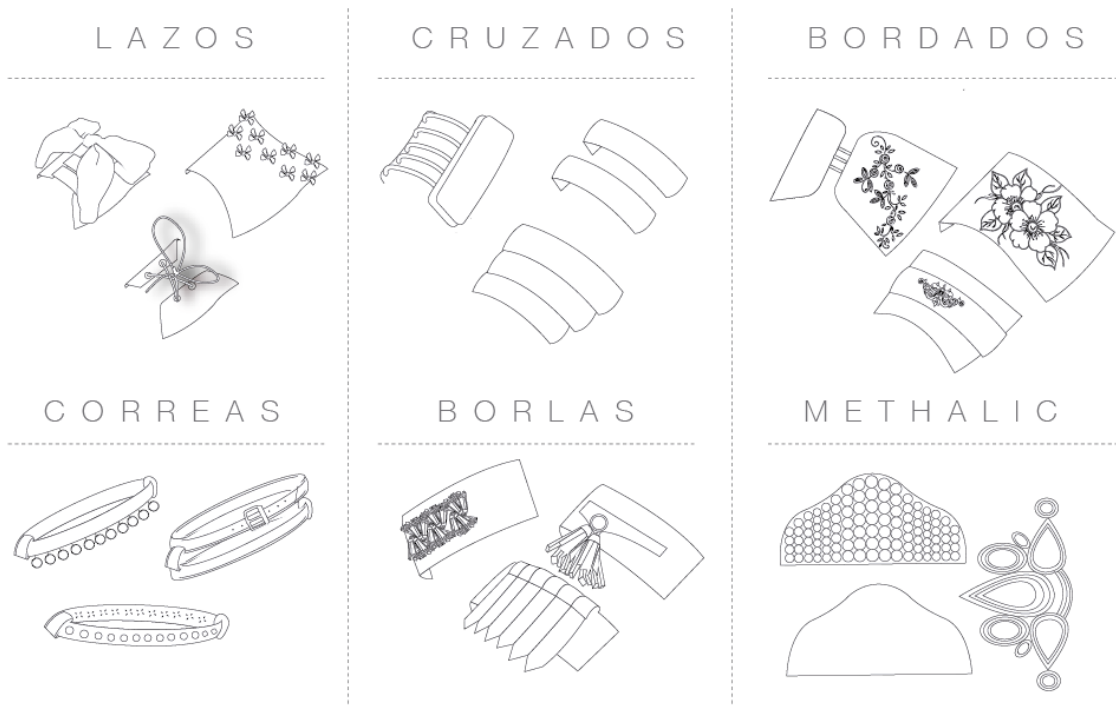 LAZOS
CRUZADOS
BORDADOS
CORREAS
BORLAS
METHALIC